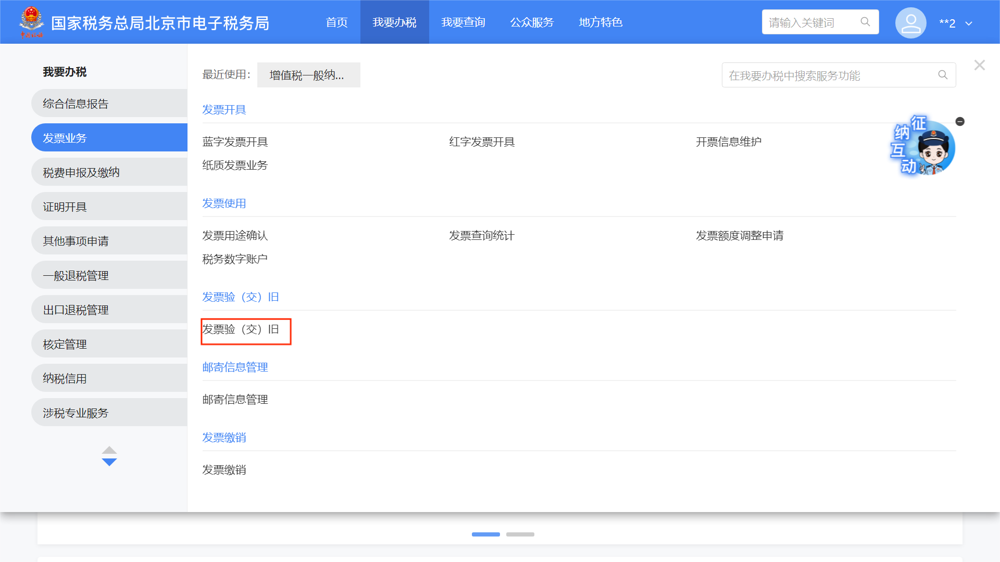 国家税务总局北京市电子税务局
首页 我要办税 我要查询 公众服务 地方特色
请输入关键词
**2
我要办税
综合信息报告
发票业务
税费申报及缴纳
证明开具
其他事项申请
一般退税管理
出口退税管理
核定管理
纳税信用
涉税专业服务
最近使用： 增值税一般纳...
在我要办税中搜索服务功能
发票开具
蓝字发票开具 红字发票开具 开票信息维护
纸质发票业务
征纳互动
发票使用
发票用途确认 发票查询统计 发票额度调整申请
税务数字账户
发票验（交）旧
发票验（交）旧
邮寄信息管理
邮寄信息管理
发票缴销
发票缴销